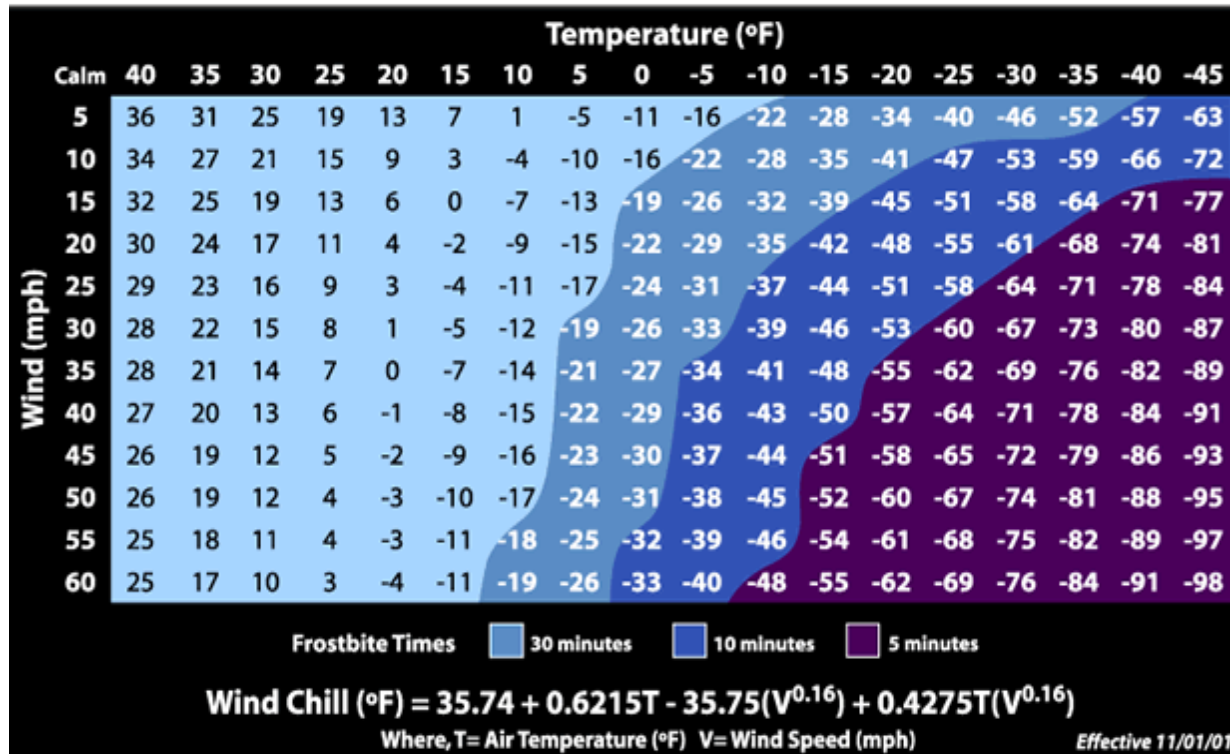 Temperature (ºF)
Calm 40 35 30 25 20 15 10 5 0 -5 -10 -15 -20 -25 -30 -35 -40 -45
Wind (mph)
5 36 31 25 19 13 7 1 -5 -11 -16 -22 -28 -34 -40 -46 -52 -57 -63
10 34 27 21 15 9 3 -4 -10 -16 -22 -28 -35 -41 -47 -53 -59 -66 -72
15 32 25 19 13 6 0 -7 -13 -19 -26 -32 -39 -45 -51 -58 -64 -71 -77
20 30 24 17 11 4 -2 -9 -15 -22 -29 -35 -42 -48 -55 -61 -68 -74 -81
25 29 23 16 9 3 -4 -11 -17 -24 -31 -37 -44 -51 -58 -64 -71 -78 -84
30 28 22 15 8 1 -5 -12 -19 -26 -33 -39 -46 -53 -60 -67 -73 -80 -87
35 28 21 14 7 0 -7 -14 -21 -27 -34 -41 -48 -55 -62 -69 -76 -82 -89
40 27 20 13 6 -1 -8 -15 -22 -29 -36 -43 -50 -57 -64 -71 -78 -84 -91
45 26 19 12 5 -2 -9 -16 -23 -30 -37 -44 -51 -58 -65 -72 -79 -86 -93
50 26 19 12 4 -3 -10 -17 -24 -31 -38 -45 -52 -60 -67 -74 -81 -88 -95
55 25 18 11 4 -3 -11 -18 -25 -32 -39 -46 -54 -61 -68 -75 -82 -89 -97
60 25 17 10 3 -4 -11 -19 -26 -33 -40 -48 -55 -62 -69 -76 -84 -91 -98
Frostbite Times 30 minutes 10 minutes 5 minutes
Wind Chill (ºF) = 35.74 + 0.6215T - 35.75(V^0.16) + 0.4275T(V^0.16)
Where, T= Air Temperature (ºF) V= Wind Speed (mph) Effective 11/01/01